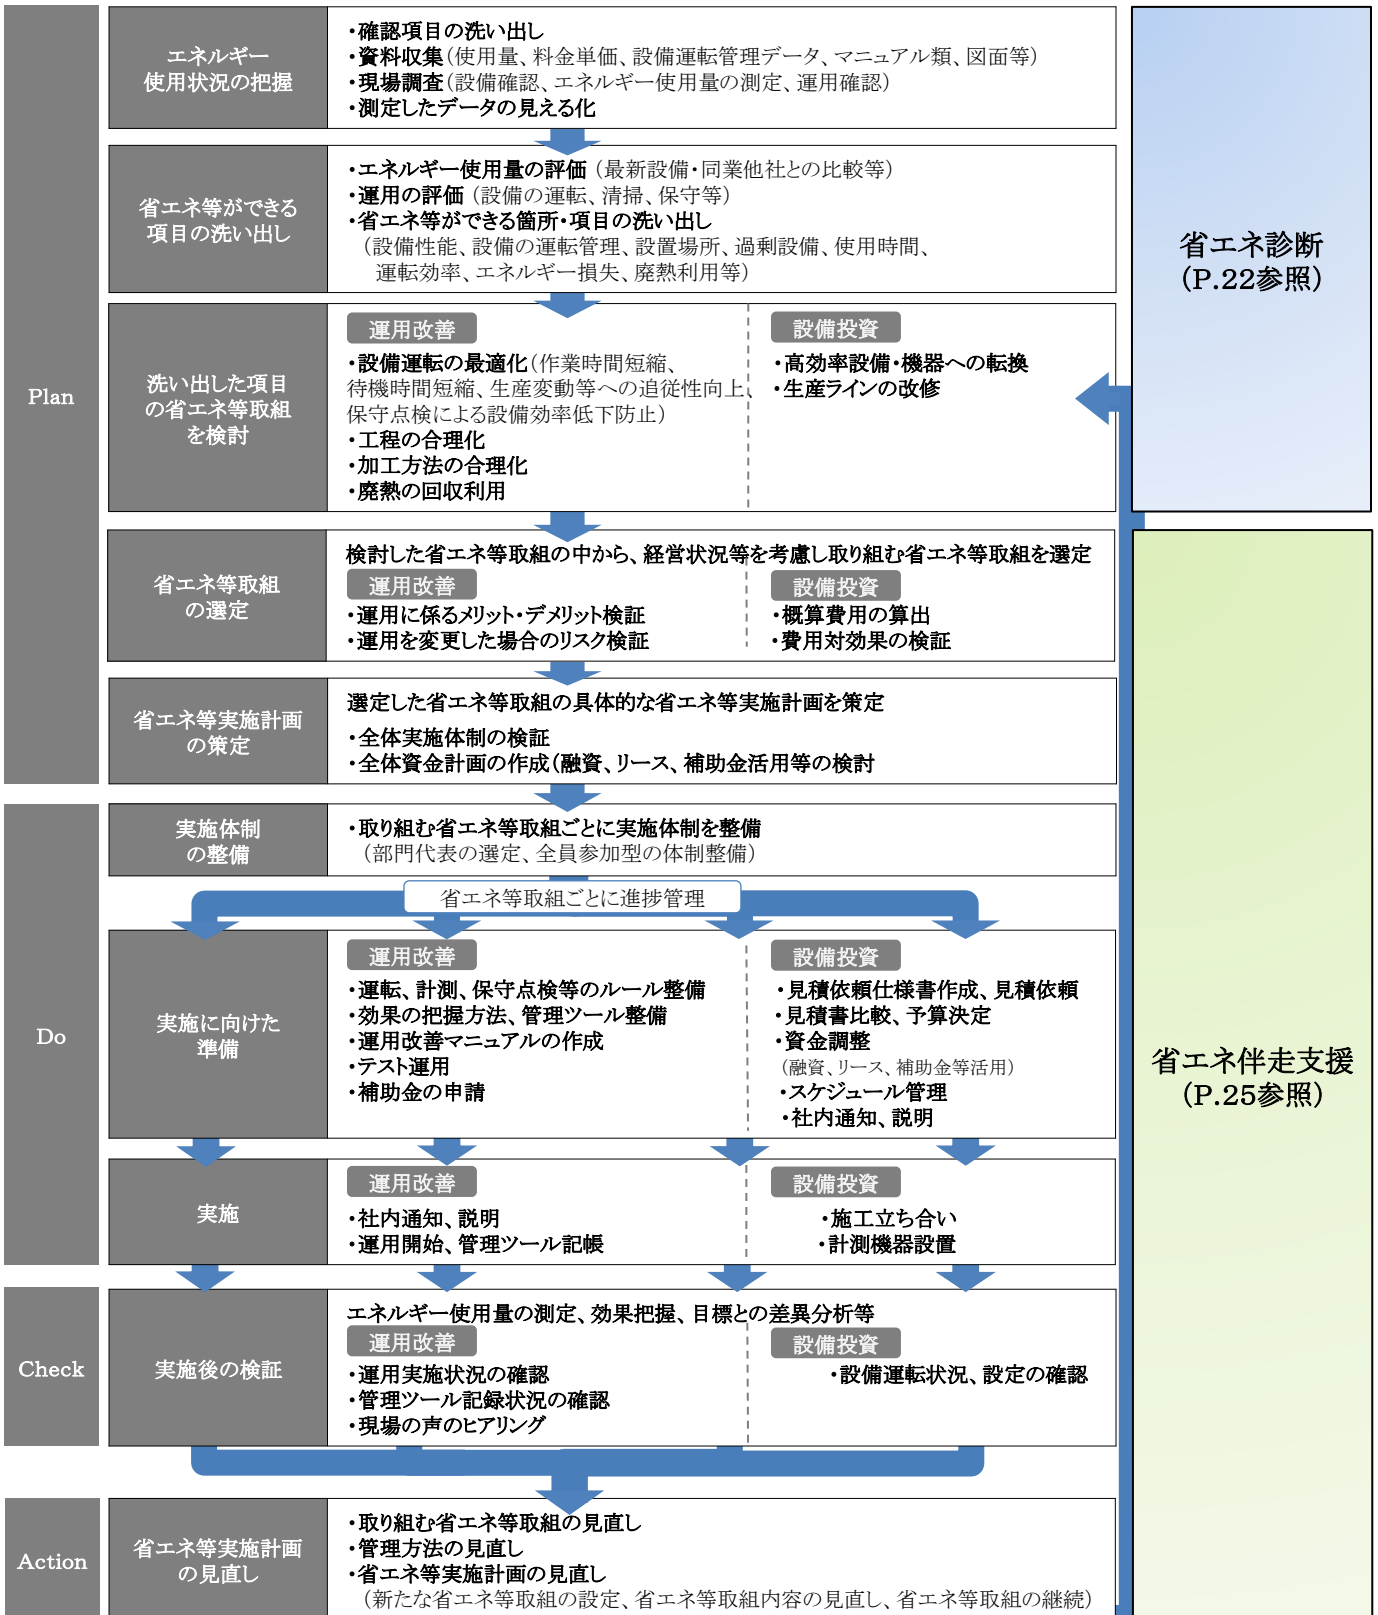 Plan
エネルギー
使用状況の把握
・確認項目の洗い出し
・資料収集(使用量、料金単価、設備運転管理データ、マニュアル類、図面等)
・現場調査(設備確認、エネルギー使用量の測定、運用確認)
・測定したデータの見える化
省エネ等ができる
項目の洗い出し
・エネルギー使用量の評価 (最新設備・同業他社との比較等)
・運用の評価 (設備の運転、清掃、保守等)
・省エネ等ができる箇所・項目の洗い出し
(設備性能、設備の運転管理、設置場所、過剰設備、使用時間、
運転効率、エネルギー損失、廃熱利用等)
洗い出した項目
の省エネ等取組
を検討
運用改善
・設備運転の最適化(作業時間短縮、
待機時間短縮、生産変動等への追従性向上、
保守点検による設備効率低下防止)
・工程の合理化
・加工方法の合理化
・廃熱の回収利用
設備投資
・高効率設備・機器への転換
・生産ラインの改修
省エネ診断
(P.22参照)
省エネ等取組
の選定
検討した省エネ等取組の中から、経営状況等を考慮し取り組む省エネ等取組を選定
運用改善
・運用に係るメリット・デメリット検証
・運用を変更した場合のリスク検証
設備投資
・概算費用の算出
・費用対効果の検証
省エネ等実施計画
の策定
選定した省エネ等取組の具体的な省エネ等実施計画を策定
・全体実施体制の検証
・全体資金計画の作成(融資、リース、補助金活用等の検討
Do
実施体制
の整備
・取り組む省エネ等取組ごとに実施体制を整備
(部門代表の選定、全員参加型の体制整備)
省エネ等取組ごとに進捗管理
実施に向けた
準備
運用改善
・運転、計測、保守点検等のルール整備
・効果の把握方法、管理ツール整備
・運用改善マニュアルの作成
・テスト運用
・補助金の申請
設備投資
・見積依頼仕様書作成、見積依頼
・見積書比較、予算決定
・資金調整
(融資、リース、補助金等活用)
・スケジュール管理
・社内通知、説明
実施
運用改善
・社内通知、説明
・運用開始、管理ツール記帳
設備投資
・施工立ち合い
・計測機器設置
省エネ伴走支援
(P.25参照)
Check
実施後の検証
エネルギー使用量の測定、効果把握、目標との差異分析等
運用改善
・運用実施状況の確認
・管理ツール記録状況の確認
・現場の声のヒアリング
設備投資
・設備運転状況、設定の確認
Action
省エネ等実施計画
の見直し
・取り組む省エネ等取組の見直し
・管理方法の見直し
・省エネ等実施計画の見直し
(新たな省エネ等取組の設定、省エネ等取組内容の見直し、省エネ等取組の継続)